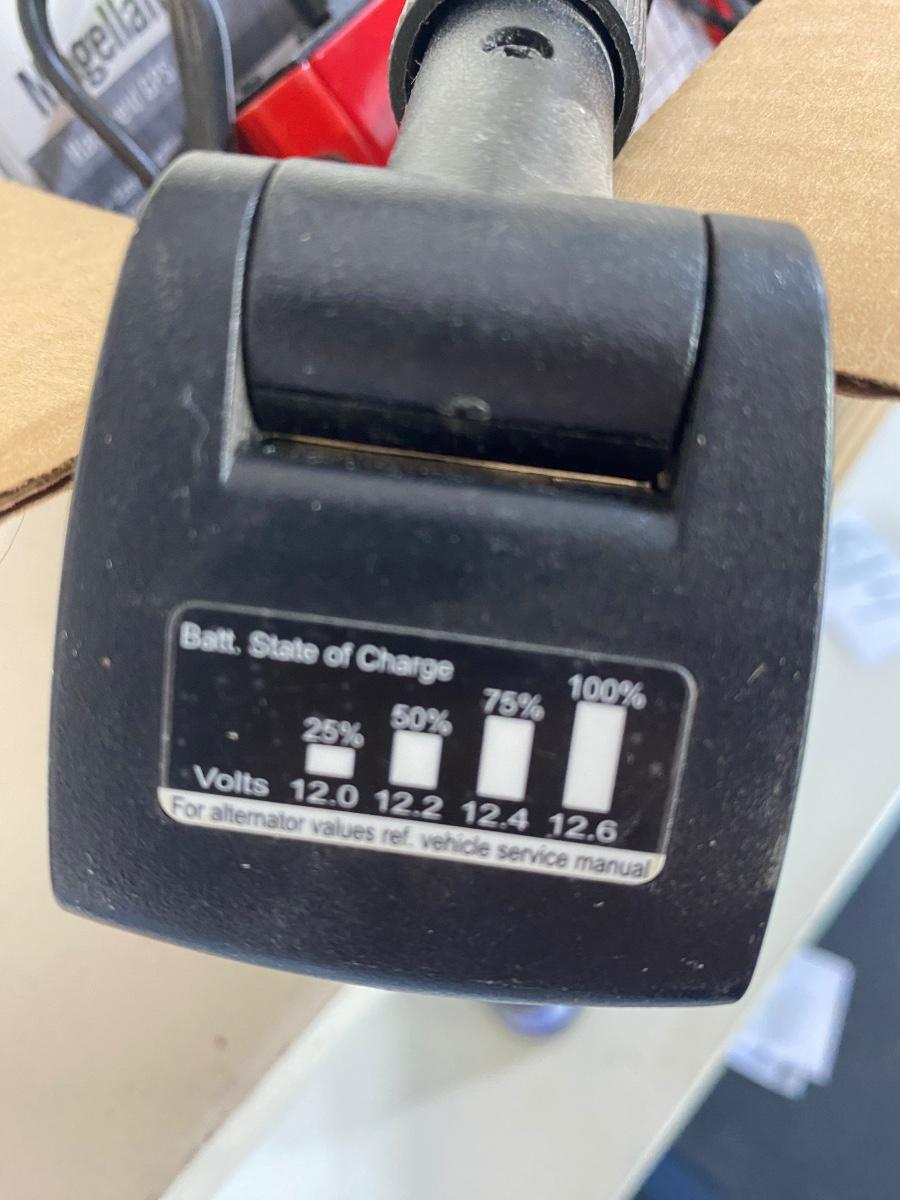 Magellan
Batt. State of Charge
25% 50% 75% 100%
Volts 12.0 12.2 12.4 12.6
For alternator values ref. vehicle service manual